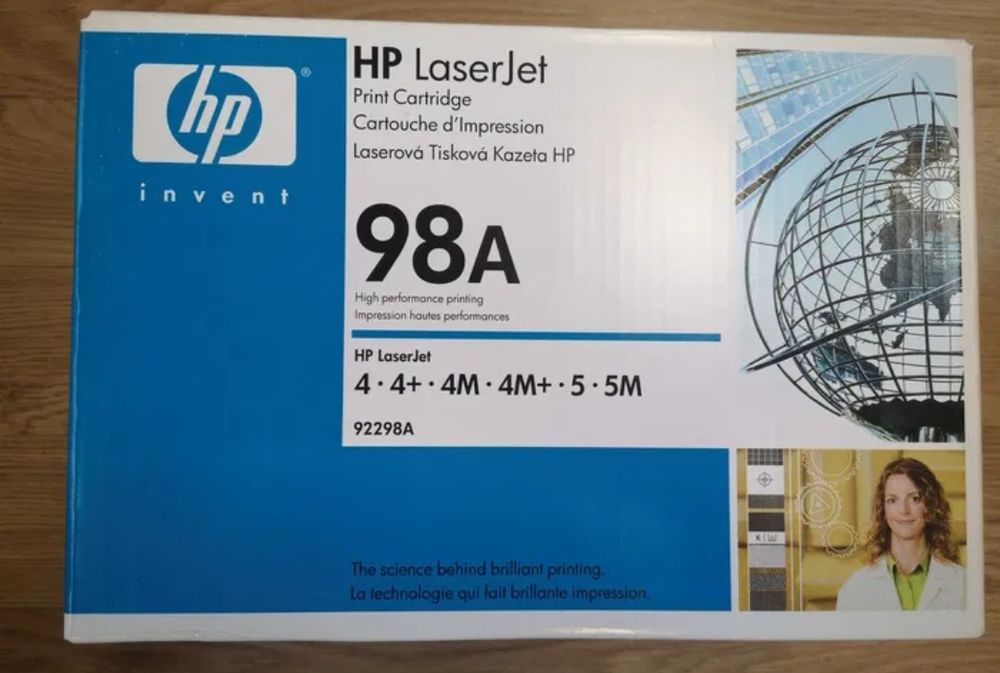 hp
®
invent
HP LaserJet
Print Cartridge
Cartouche d'Impression
Laserová Tisková Kazeta HP
98A
High performance printing
Impression hautes performances
HP LaserJet
4 · 4+ · 4M · 4M+ · 5 · 5M
92298A
K
The science behind brilliant printing.
La technologie qui fait brillante impression.